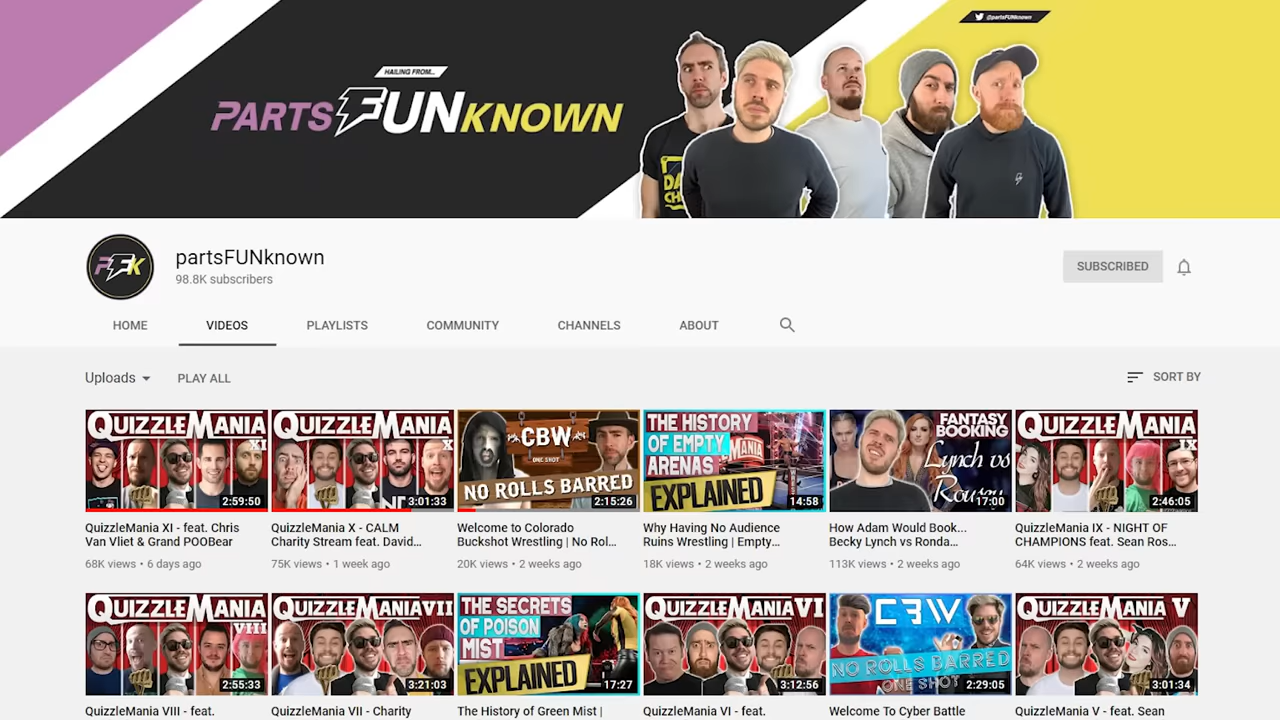 @partsFUNknown
HAILING FROM...
PARTS FUNKNOWN
PFK
partsFUNknown
98.8K subscribers
SUBSCRIBED
HOME
VIDEOS
PLAYLISTS
COMMUNITY
CHANNELS
ABOUT
Uploads
PLAY ALL
SORT BY
QUIZZLEMANIA
XI
2:59:50
QUIZZLEMANIA
X
3:01:33
CBW
ONE SHOT
NO ROLLS BARRED
2:15:26
THE HISTORY
OF EMPTY
ARENAS
MANIA
EXPLAINED
14:58
FANTASY
BOOKING
Lynch vs
Rousey
17:00
QUIZZLEMANIA
IX
2:46:05
QuizzleMania XI - feat. Chris
Van Vliet & Grand POOBear
68K views • 6 days ago
QuizzleMania X - CALM
Charity Stream feat. David...
75K views • 1 week ago
Welcome to Colorado
Buckshot Wrestling | No Rol...
20K views • 2 weeks ago
Why Having No Audience
Ruins Wrestling | Empty...
18K views • 2 weeks ago
How Adam Would Book...
Becky Lynch vs Ronda...
113K views • 2 weeks ago
QuizzleMania IX - NIGHT OF
CHAMPIONS feat. Sean Ros...
64K views • 2 weeks ago
QUIZZLEMANIA
VIII
2:55:33
QUIZZLEMANIA VII
3:21:03
THE SECRETS
OF POISON
MIST
EXPLAINED
17:27
QUIZZLEMANIA VI
3:12:56
CBW
NO ROLLS BARRED
ONE SHOT
2:29:05
QUIZZLEMANIA V
3:01:34
QuizzleMania VIII - feat.
QuizzleMania VII - Charity
The History of Green Mist |
QuizzleMania VI - feat.
Welcome To Cyber Battle
QuizzleMania V - feat. Sean